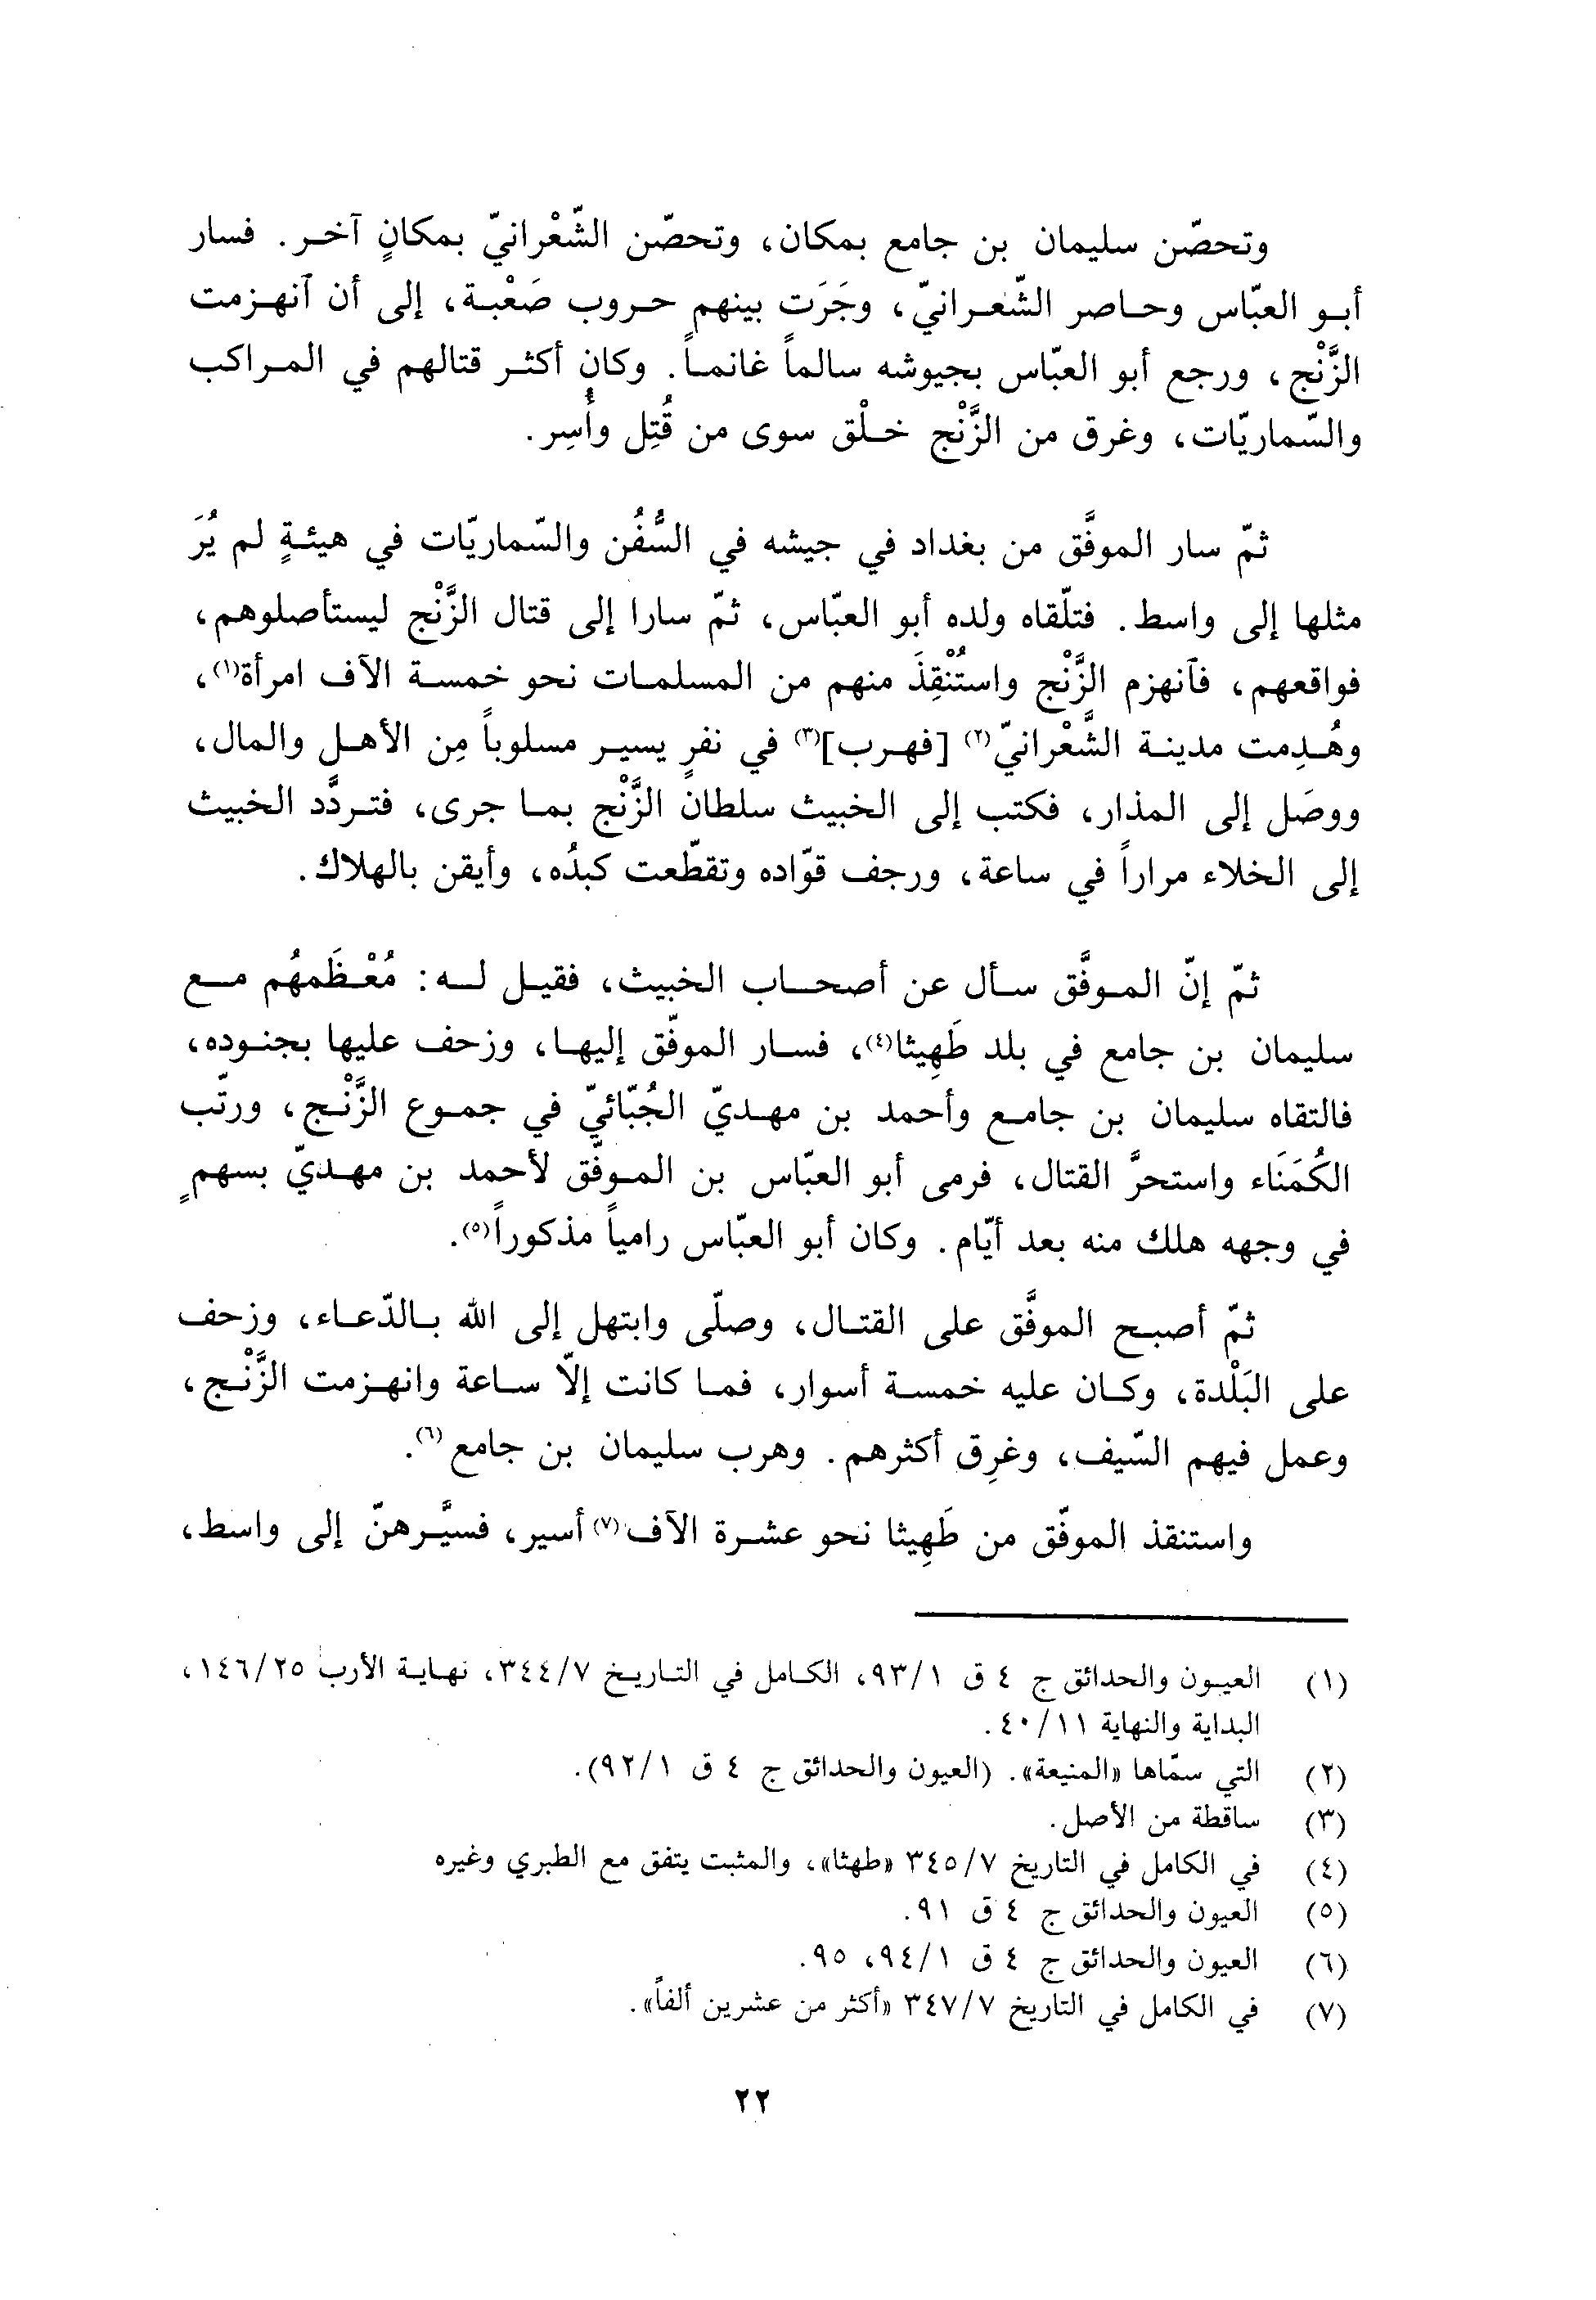 وتحصّن سليمان بن جامع بمكان، وتحصّن الشّعْرانيّ بمكانٍ آخر. فسار
أبو العبّاس وحاصر الشّعرانيّ، وجَرَت بينهم حروب صَعْبة، إلى أن ٱنهزمت
الزَّنْج، ورجع أبو العبّاس بجيوشه سالماً غانماً. وكان أكثر قتالهم في المراكب
والسّماريّات، وغرق من الزَّنْج خلْق سوى من قُتِل وأُسِر.
ثمّ سار الموفَّق من بغداد في جيشه في السُّفُن والسّماريّات في هيئةٍ لم يُرَ
مثلها إلى واسط. فتلّقاه ولده أبو العبّاس، ثمّ سارا إلى قتال الزَّنْج ليستأصلوهم،
فواقعهم، فٱنهزم الزَّنْج واستُنْقِذَ منهم من المسلمات نحو خمسة الآف امرأة(١)،
وهُدِمت مدينة الشَّعْرانيّ(٢) [فهرب](٣) في نفرٍ يسير مسلوباً مِن الأهل والمال،
ووصَل إلى المذار، فكتب إلى الخبيث سلطان الزَّنْج بما جرى، فتردَّد الخبيث
إلى الخلاء مراراً في ساعة، ورجف قوّاده وتقطّعت كبدُه، وأيقن بالهلاك.
ثمّ إنّ الموفَّق سأل عن أصحاب الخبيث، فقيل له: مُعْظَمهُم مع
سليمان بن جامع في بلد طَهِيثا(٤)، فسار الموفّق إليها، وزحف عليها بجنوده،
فالتقاه سليمان بن جامع وأحمد بن مهديّ الجُبّائيّ في جموع الزَّنْج، ورتّب
الكُمَنَاء واستحرَّ القتال، فرمى أبو العبّاس بن الموفّق لأحمد بن مهديّ بسهمٍ
في وجهه هلك منه بعد أيّام. وكان أبو العبّاس رامياً مذكوراً(٥).
ثمّ أصبح الموفَّق على القتال، وصلّى وابتهل إلى الله بالدّعاء، وزحف
على البَلْدة، وكان عليه خمسة أسوار، فما كانت إلاّ ساعة وانهزمت الزَّنْج،
وعمل فيهم السّيف، وغرِق أكثرهم. وهرب سليمان بن جامع(٦).
واستنقذ الموفّق من طَهِيثا نحو عشرة الآف(٧) أسير، فسيَّرهنّ إلى واسط،
(١) العيون والحدائق ج ٤ ق ٩٣/١، الكامل في التاريخ ٣٤٤/٧، نهاية الأرب ١٤٦/٢٥،
البداية والنهاية ٤٠/١١.
(٢) التي سمّاها «المنيعة». (العيون والحدائق ج ٤ ق ٩٢/١).
(٣) ساقطة من الأصل.
(٤) في الكامل في التاريخ ٣٤٥/٧ «طهثا»، والمثبت يتفق مع الطبري وغيره
(٥) العيون والحدائق ج ٤ ق ٩١.
(٦) العيون والحدائق ج ٤ ق ٩٤/١، ٩٥.
(٧) في الكامل في التاريخ ٣٤٧/٧ «أكثر من عشرين ألفاً».
٢٢